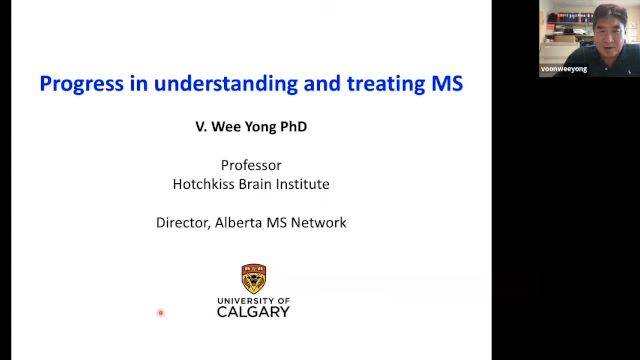 Progress in understanding and treating MS
V. Wee Yong PhD
Professor
Hotchkiss Brain Institute
Director, Alberta MS Network
UNIVERSITY OF
CALGARY
voonweeyong